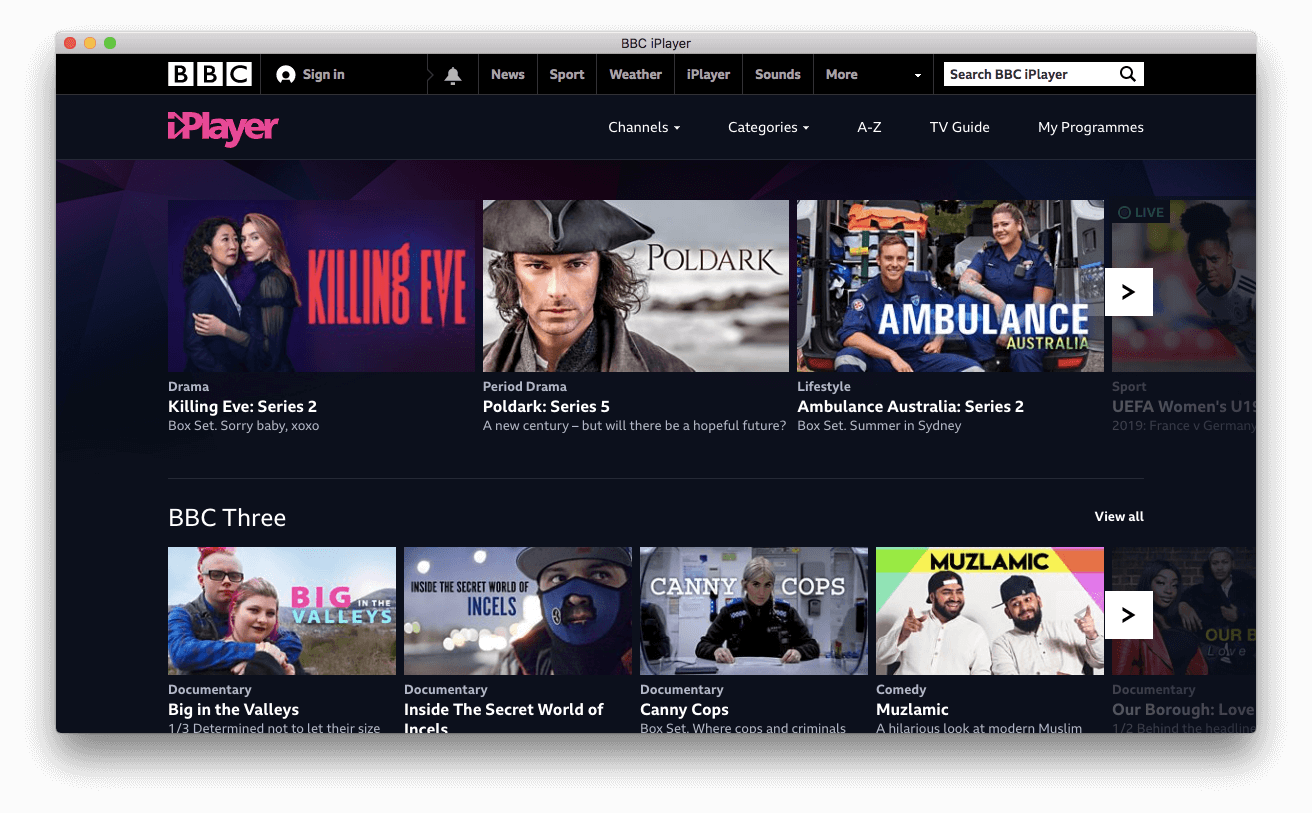 BBC iPlayer
BBC
Sign in
News
Sport
Weather
iPlayer
Sounds
More
Search BBC iPlayer
iPlayer
Channels
Categories
A-Z
TV Guide
My Programmes
KILLING EVE
POLDARK
AMBULANCE
AUSTRALIA
LIVE
>
Drama
Killing Eve: Series 2
Box Set. Sorry baby, xoxo
Period Drama
Poldark: Series 5
A new century – but will there be a hopeful future?
Lifestyle
Ambulance Australia: Series 2
Box Set. Summer in Sydney
Sport
UEFA Women's U19
2019: France v Germany
BBC Three
View all
BIG IN THE
VALLEYS
INSIDE THE SECRET WORLD OF
INCELS
CANNY COPS
MUZLAMIC
OUR B
Love
>
Documentary
Big in the Valleys
1/3 Determined not to let their size
Documentary
Inside The Secret World of
Incels
Documentary
Canny Cops
Box Set. Where cops and criminals
Comedy
Muzlamic
A hilarious look at modern Muslim
Documentary
Our Borough: Love
1/2 Behind the headline